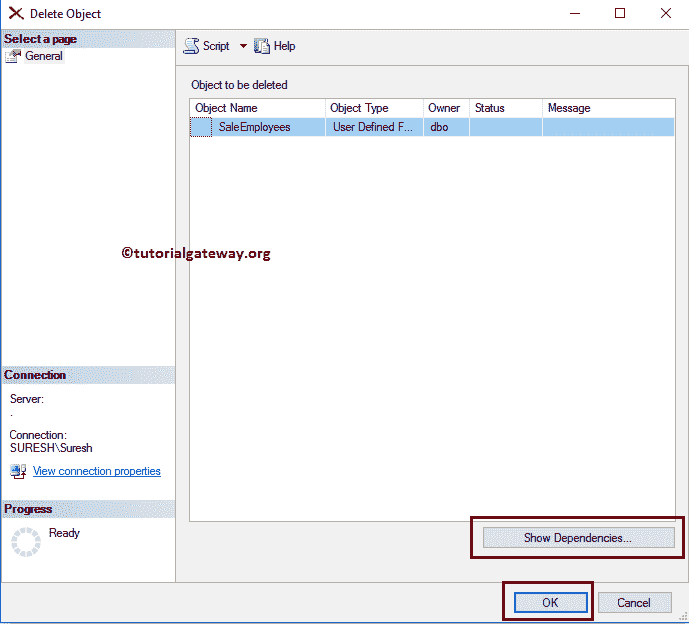 Delete Object
Select a page
General
Script Help
Object to be deleted
Object Name Object Type Owner Status Message
SaleEmployees User Defined F... dbo
©tutorialgateway.org
Connection
Server:
.
Connection:
SURESH\Suresh
View connection properties
Progress
Ready
Show Dependencies...
OK Cancel